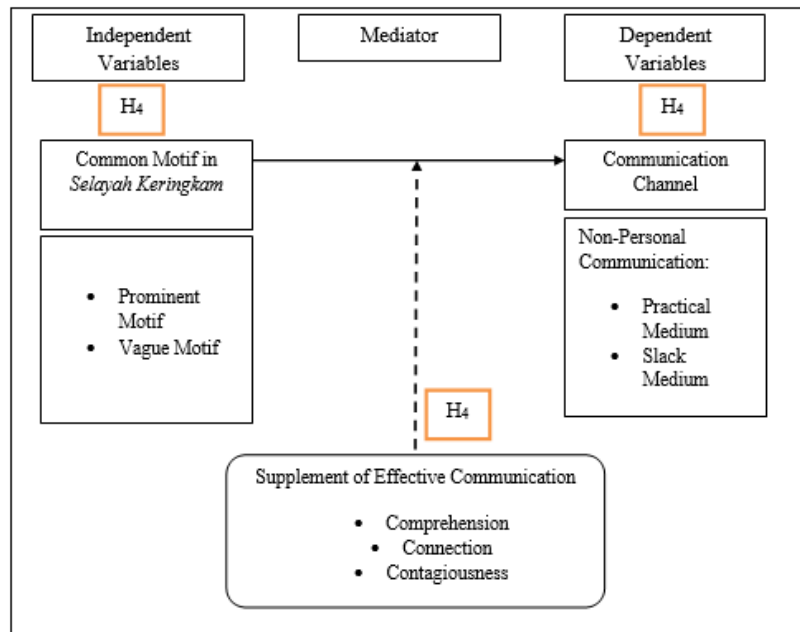 Independent
Variables
Mediator
Dependent
Variables
H4
H4
Common Motif in
Selayah Keringkam
Communication
Channel
• Prominent
Motif
• Vague Motif
Non-Personal
Communication:
• Practical
Medium
• Slack
Medium
H4
Supplement of Effective Communication
• Comprehension
• Connection
• Contagiousness